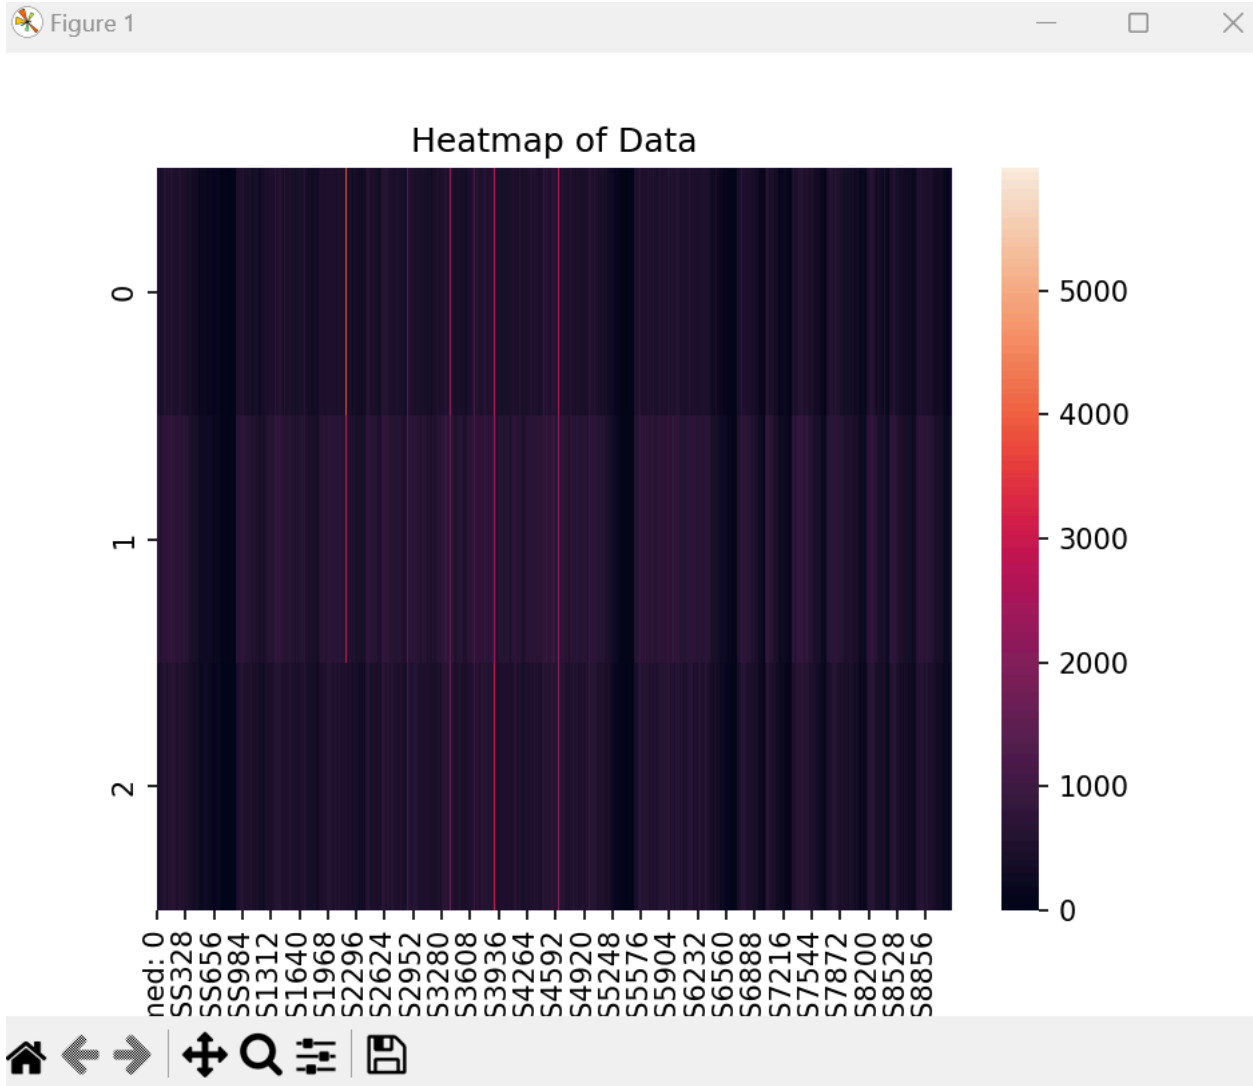 Figure 1
Heatmap of Data
0
1
2
5000
4000
3000
2000
1000
0
ned: 0
SS328
SS656
SS984
S1312
S1640
S1968
S2296
S2624
S2952
S3280
S3608
S3936
S4264
S4592
S4920
S5248
S5576
S5904
S6232
S6560
S6888
S7216
S7544
S7872
S8200
S8528
S8856